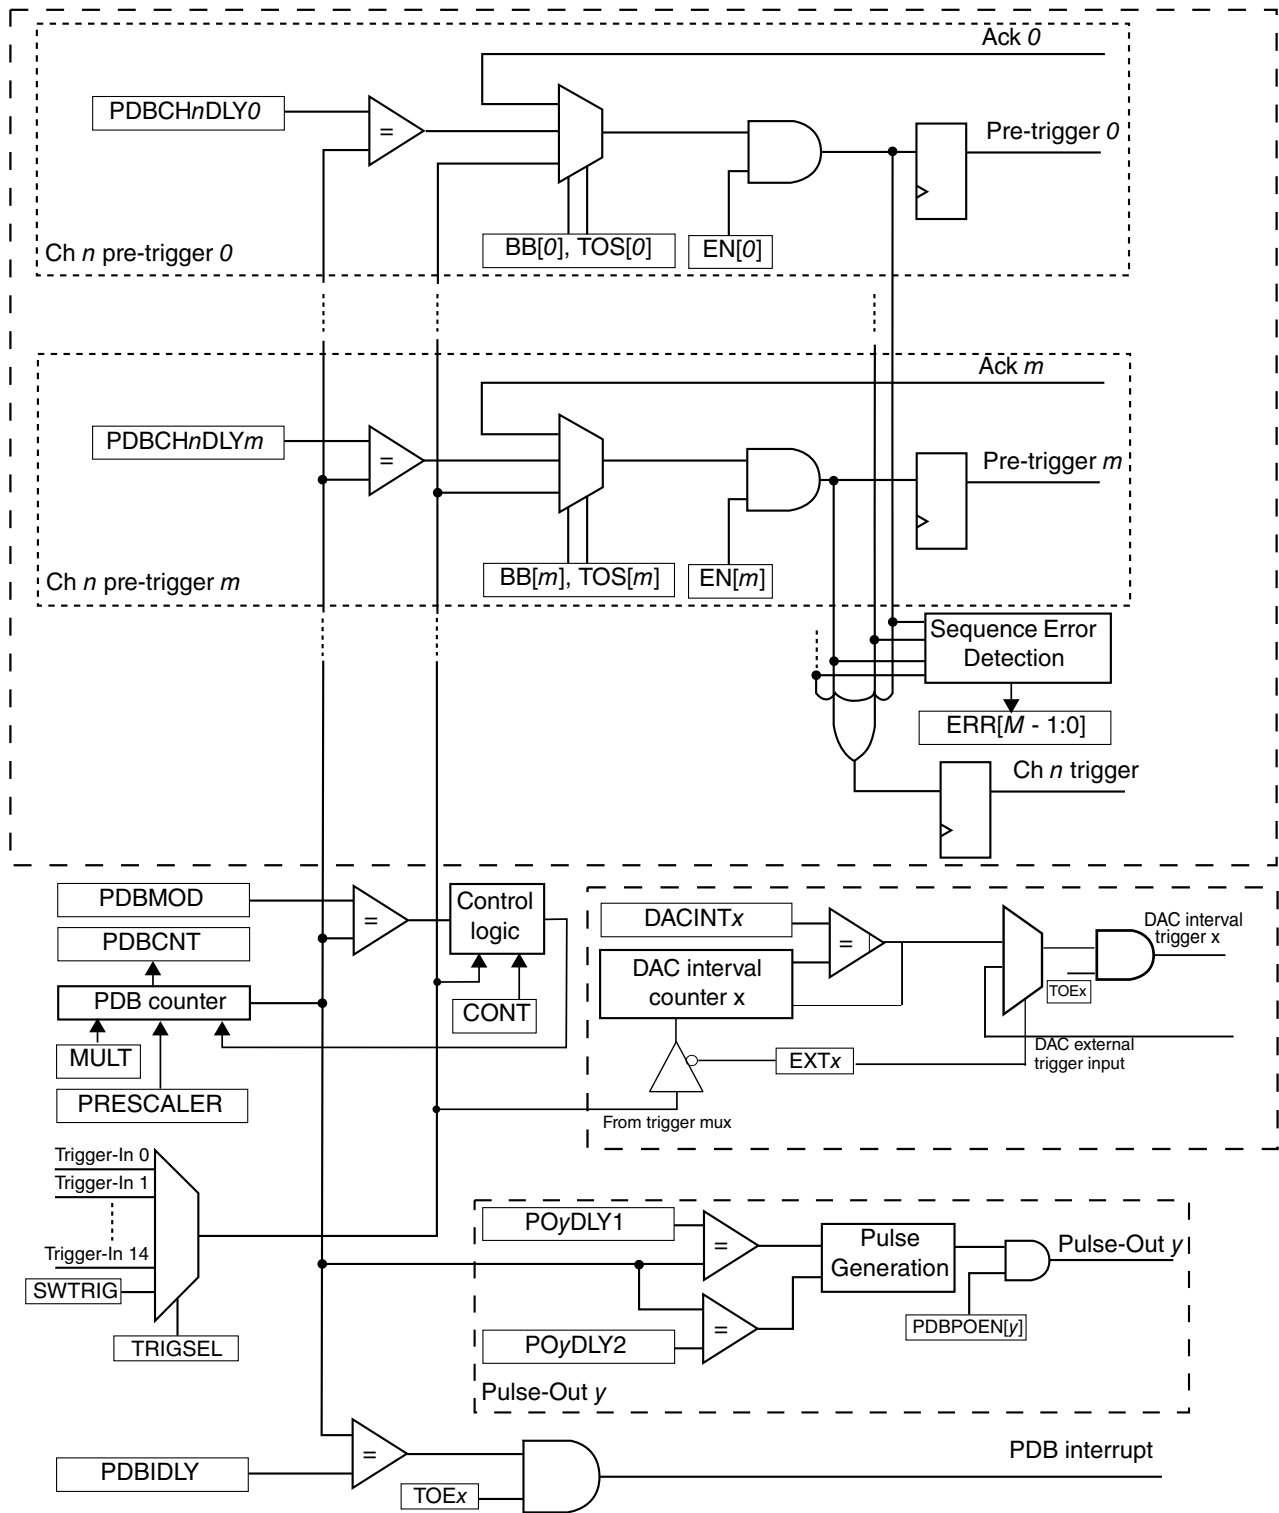 Ack 0
PDBCHnDLY0
=
Pre-trigger 0
BB[0], TOS[0]
EN[0]
Ch n pre-trigger 0
Ack m
PDBCHnDLYm
=
Pre-trigger m
BB[m], TOS[m]
EN[m]
Ch n pre-trigger m
Sequence Error
Detection
ERR[M - 1:0]
Ch n trigger
PDBMOD
=
Control
logic
PDBCNT
PDB counter
CONT
MULT
PRESCALER
DACINTx
=
DAC interval
counter x
DAC interval
trigger x
TOEx
DAC external
trigger input
EXTx
From trigger mux
Trigger-In 0
Trigger-In 1
Trigger-In 14
SWTRIG
TRIGSEL
POyDLY1
=
Pulse
Generation
Pulse-Out y
=
PDBPOEN[y]
POyDLY2
Pulse-Out y
PDBIDLY
=
TOEx
PDB interrupt